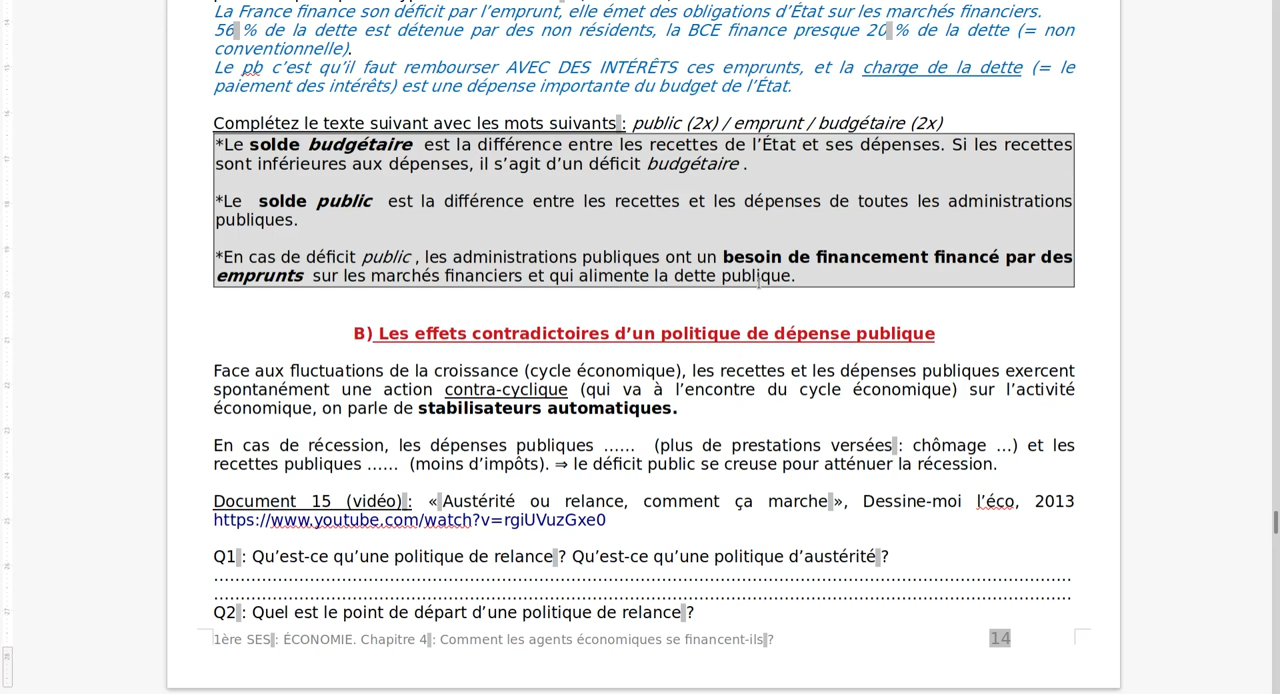 La France finance son déficit par l'emprunt, elle émet des obligations d'État sur les marchés financiers.
56 % de la dette est détenue par des non résidents, la BCE finance presque 20 % de la dette (= non
conventionnelle).
Le pb c'est qu'il faut rembourser AVEC DES INTÉRÊTS ces emprunts, et la charge de la dette (= le
paiement des intérêts) est une dépense importante du budget de l'État.
Complétez le texte suivant avec les mots suivants : public (2x) / emprunt / budgétaire (2x)
*Le solde budgétaire est la différence entre les recettes de l'État et ses dépenses. Si les recettes
sont inférieures aux dépenses, il s'agit d'un déficit budgétaire .
*Le solde public est la différence entre les recettes et les dépenses de toutes les administrations
publiques.
*En cas de déficit public , les administrations publiques ont un besoin de financement financé par des
emprunts sur les marchés financiers et qui alimente la dette publique.
B) Les effets contradictoires d'un politique de dépense publique
Face aux fluctuations de la croissance (cycle économique), les recettes et les dépenses publiques exercent
spontanément une action contra-cyclique (qui va à l'encontre du cycle économique) sur l'activité
économique, on parle de stabilisateurs automatiques.
En cas de récession, les dépenses publiques …… (plus de prestations versées : chômage …) et les
recettes publiques …… (moins d'impôts). ⇒ le déficit public se creuse pour atténuer la récession.
Document 15 (vidéo) : « Austérité ou relance, comment ça marche », Dessine-moi l'éco, 2013
https://www.youtube.com/watch?v=rgiUVuzGxe0
Q1 : Qu'est-ce qu'une politique de relance ? Qu'est-ce qu'une politique d'austérité ?
Q2 : Quel est le point de départ d'une politique de relance ?
1ère SES : ÉCONOMIE. Chapitre 4 : Comment les agents économiques se financent-ils ? 14